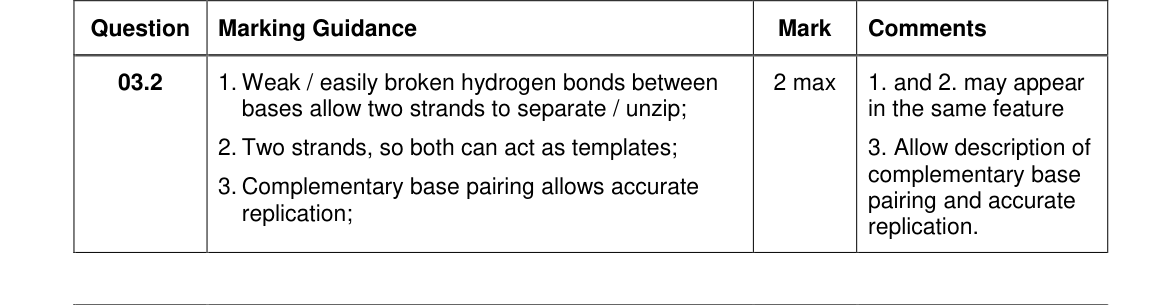 Question Marking Guidance Mark Comments
03.2 1. Weak / easily broken hydrogen bonds between 2 max 1. and 2. may appear
bases allow two strands to separate / unzip; in the same feature
2. Two strands, so both can act as templates; 3. Allow description of
complementary base
3. Complementary base pairing allows accurate pairing and accurate
replication; replication.